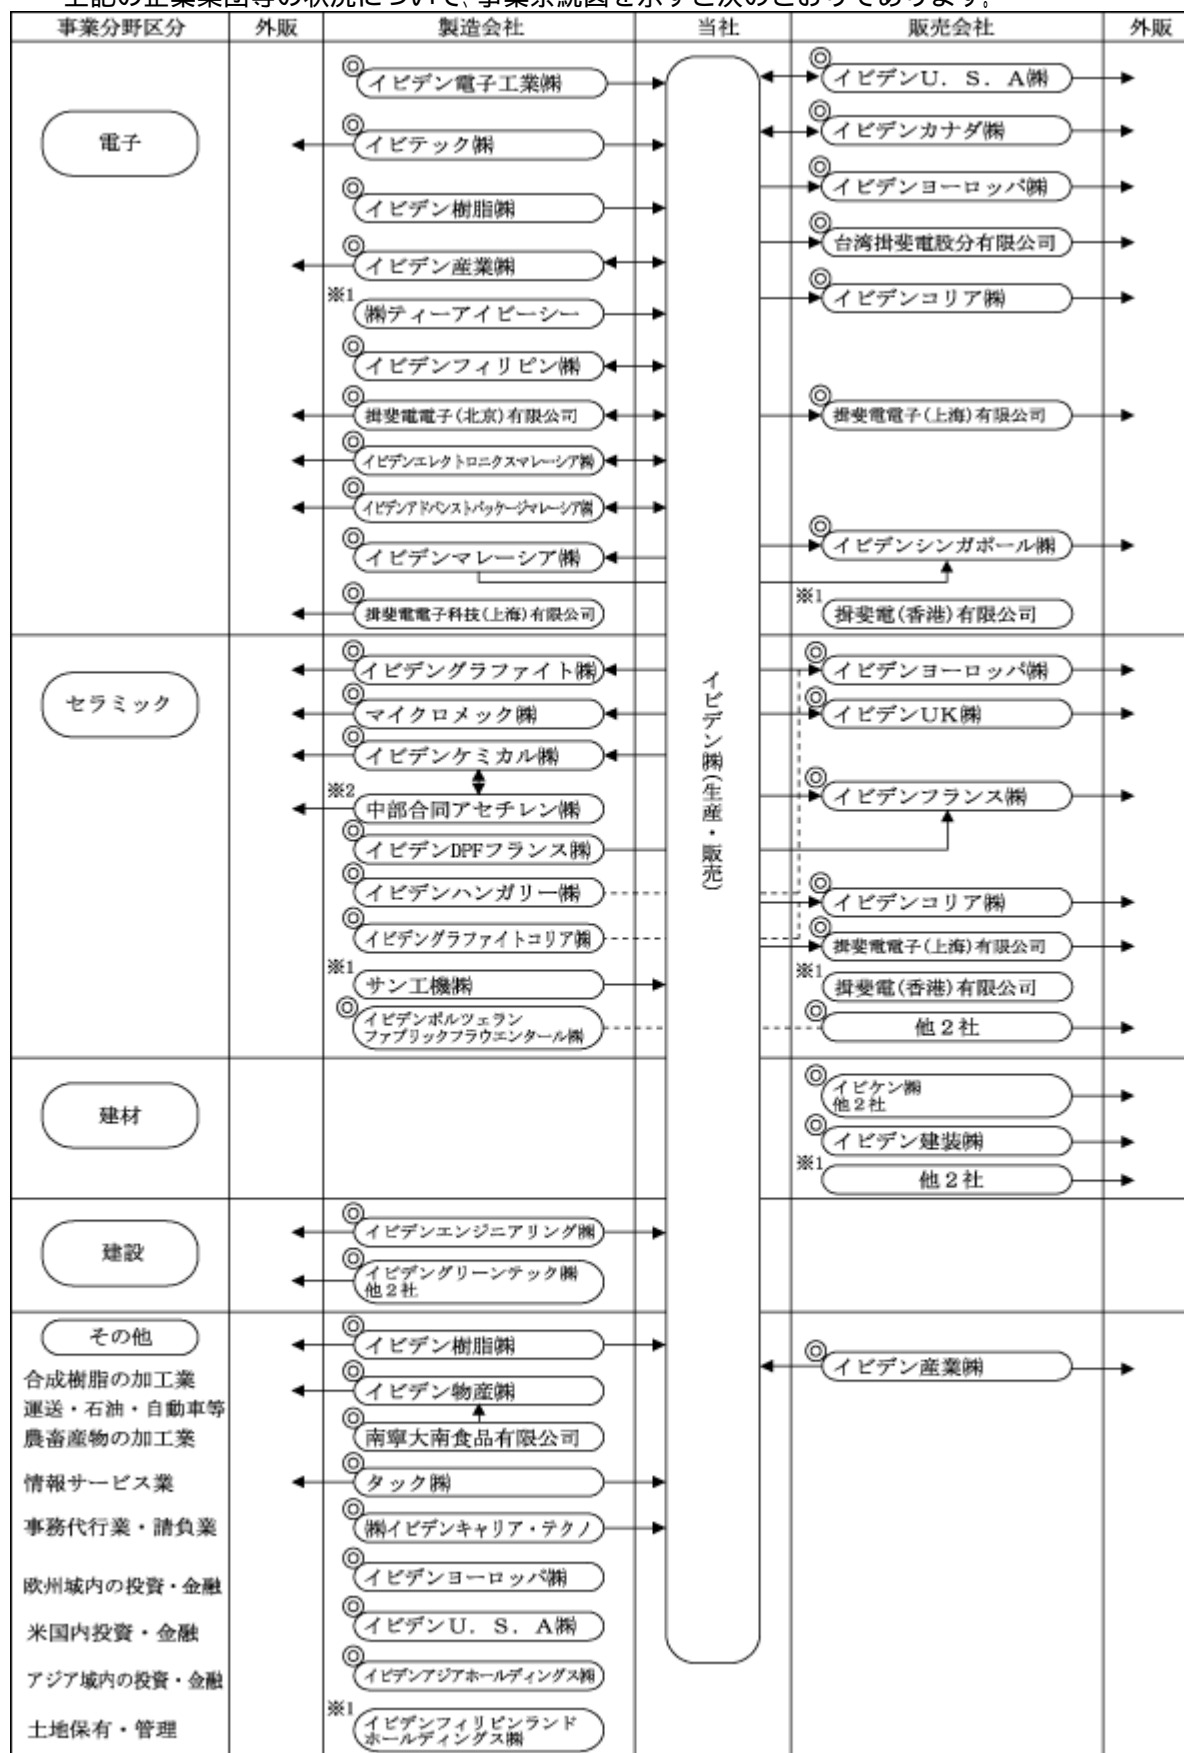 上記の企業集団等の状況について、事業系統図を示すと次のとおりであります。
事業分野区分 外販 製造会社 当社 販売会社 外販
電子
◎イビデン電子工業㈱
◎イビテック㈱
◎イビデン樹脂㈱
◎イビデン産業㈱
※1 ㈱ティーアイビーシー
◎イビデンフィリピン㈱
◎揖斐電電子(北京)有限公司
◎イビデンエレクトロニクスマレーシア㈱
◎イビデンアドバンストパッケージマレーシア㈱
◎イビデンマレーシア㈱
◎揖斐電電子科技(上海)有限公司
◎イビデンU.S.A㈱
◎イビデンカナダ㈱
◎イビデンヨーロッパ㈱
◎台湾揖斐電股分有限公司
◎イビデンコリア㈱
◎揖斐電電子(上海)有限公司
◎イビデンシンガポール㈱
※1 揖斐電(香港)有限公司
セラミック
◎イビデングラファイト㈱
◎マイクロメック㈱
◎イビデンケミカル㈱
※2 中部合同アセチレン㈱
◎イビデンDPFフランス㈱
◎イビデンハンガリー㈱
◎イビデングラファイトコリア㈱
※1 サン工機㈱
◎イビデンポルツェラン
ファブリックフラウエンタール㈱
イビデン㈱(生産・販売)
◎イビデンヨーロッパ㈱
◎イビデンUK㈱
◎イビデンフランス㈱
◎イビデンコリア㈱
◎揖斐電電子(上海)有限公司
※1 揖斐電(香港)有限公司
◎他2社
建材
◎イビケン㈱
他2社
◎イビデン建装㈱
※1 他2社
建設
◎イビデンエンジニアリング㈱
◎イビデングリーンテック㈱
他2社
その他
合成樹脂の加工業
運送・石油・自動車等
農畜産物の加工業
情報サービス業
事務代行業・請負業
欧州城内の投資・金融
米国内投資・金融
アジア域内の投資・金融
土地保有・管理
◎イビデン樹脂㈱
◎イビデン物産㈱
◎南寧大南食品有限公司
◎タック㈱
◎㈱イビデンキャリア・テクノ
◎イビデンヨーロッパ㈱
◎イビデンU.S.A㈱
◎イビデンアジアホールディングス㈱
※1 イビデンフィリピンランド
ホールディングス㈱
◎イビデン産業㈱